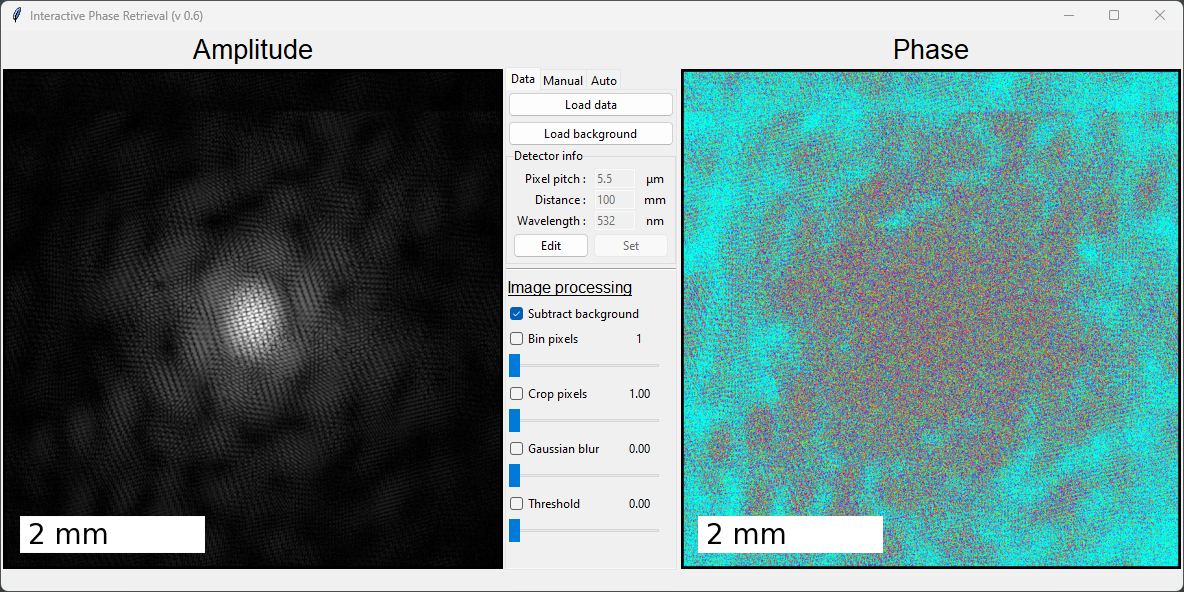 Interactive Phase Retrieval (v 0.6)
Amplitude
Phase
Data Manual Auto
Load data
Load background
Detector info
Pixel pitch : 5.5 µm
Distance : 100 mm
Wavelength : 532 nm
Edit Set
Image processing
Subtract background
Bin pixels 1
Crop pixels 1.00
Gaussian blur 0.00
Threshold 0.00
2 mm
2 mm